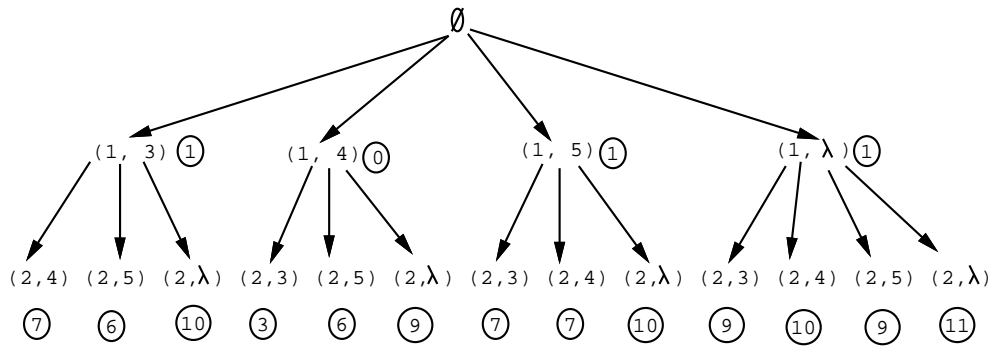 Ø
(1, 3) 1 (1, 4) 0 (1, 5) 1 (1, λ) 1
(2,4) (2,5) (2,λ) (2,3) (2,5) (2,λ) (2,3) (2,4) (2,λ) (2,3) (2,4) (2,5) (2,λ)
7 6 10 3 6 9 7 7 10 9 10 9 11